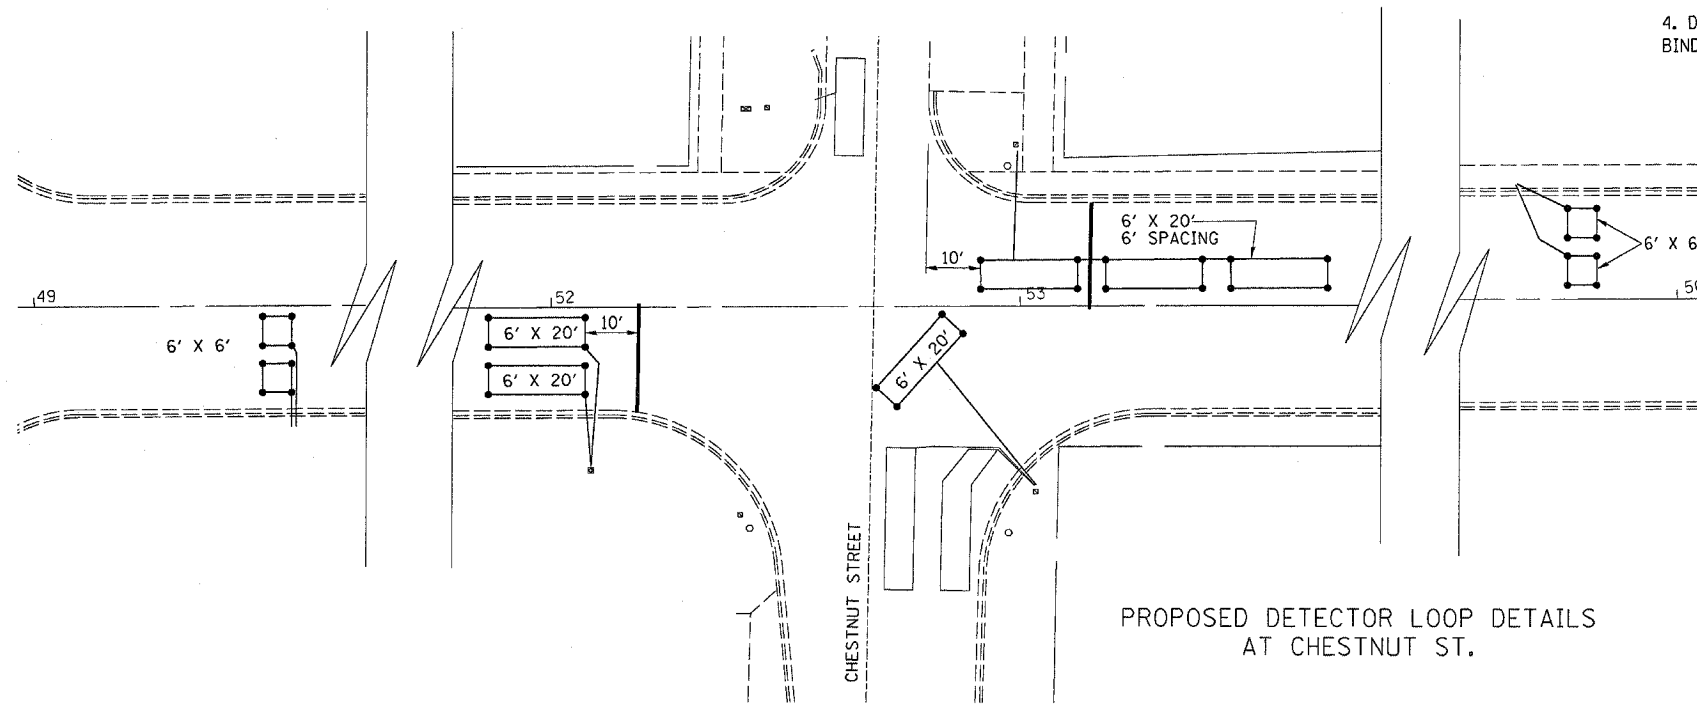 4. D
BIND
6' X 20'
6' SPACING
10'
6' X 6
49
52
53
50
6' X 6'
6' X 20'
10'
6' X 20'
6' X 20'
CHESTNUT STREET
PROPOSED DETECTOR LOOP DETAILS
AT CHESTNUT ST.